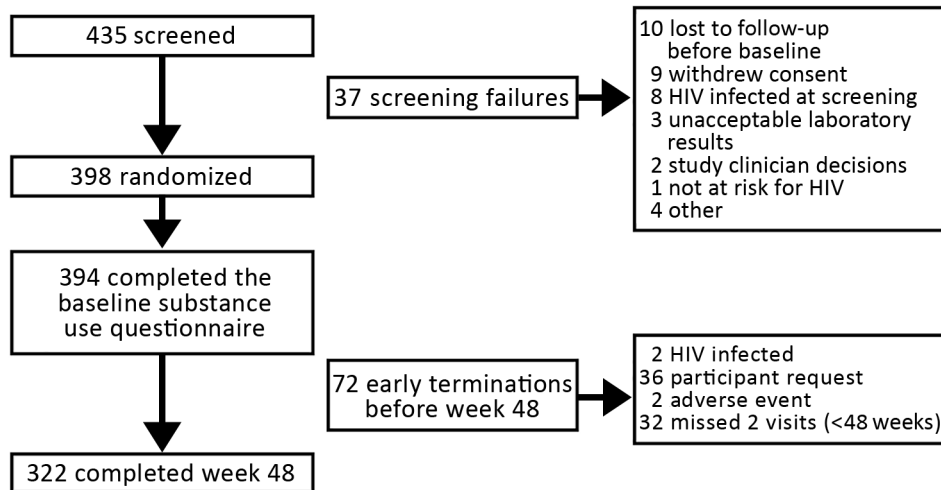 435 screened
37 screening failures
10 lost to follow-up
before baseline
9 withdrew consent
8 HIV infected at screening
3 unacceptable laboratory
results
2 study clinician decisions
1 not at risk for HIV
4 other
398 randomized
394 completed the
baseline substance
use questionnaire
72 early terminations
before week 48
2 HIV infected
36 participant request
2 adverse event
32 missed 2 visits (<48 weeks)
322 completed week 48